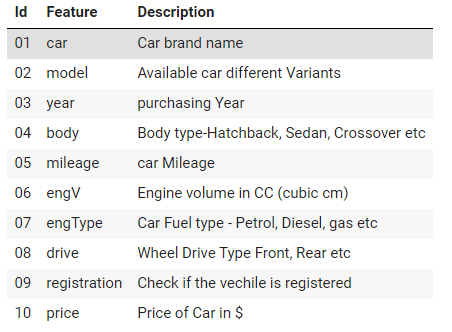 Id Feature Description
01 car Car brand name
02 model Available car different Variants
03 year purchasing Year
04 body Body type-Hatchback, Sedan, Crossover etc
05 mileage car Mileage
06 engV Engine volume in CC (cubic cm)
07 engType Car Fuel type - Petrol, Diesel, gas etc
08 drive Wheel Drive Type Front, Rear etc
09 registration Check if the vechile is registered
10 price Price of Car in $